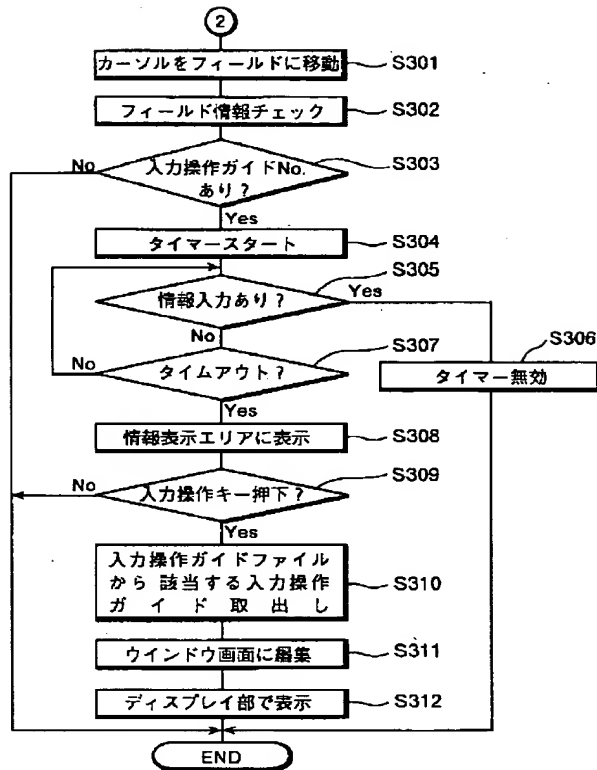 2
カーソルをフィールドに移動
S301
フィールド情報チェック
S302
入力操作ガイドNo.
あり？
S303
No
Yes
タイマースタート
S304
情報入力あり？
S305
Yes
No
タイマー無効
S306
タイムアウト？
S307
No
Yes
情報表示エリアに表示
S308
入力操作キー押下？
S309
No
Yes
入力操作ガイドファイル
から 該当する入力操作
ガイド取出し
S310
ウインドウ画面に編集
S311
ディスプレイ部で表示
S312
END